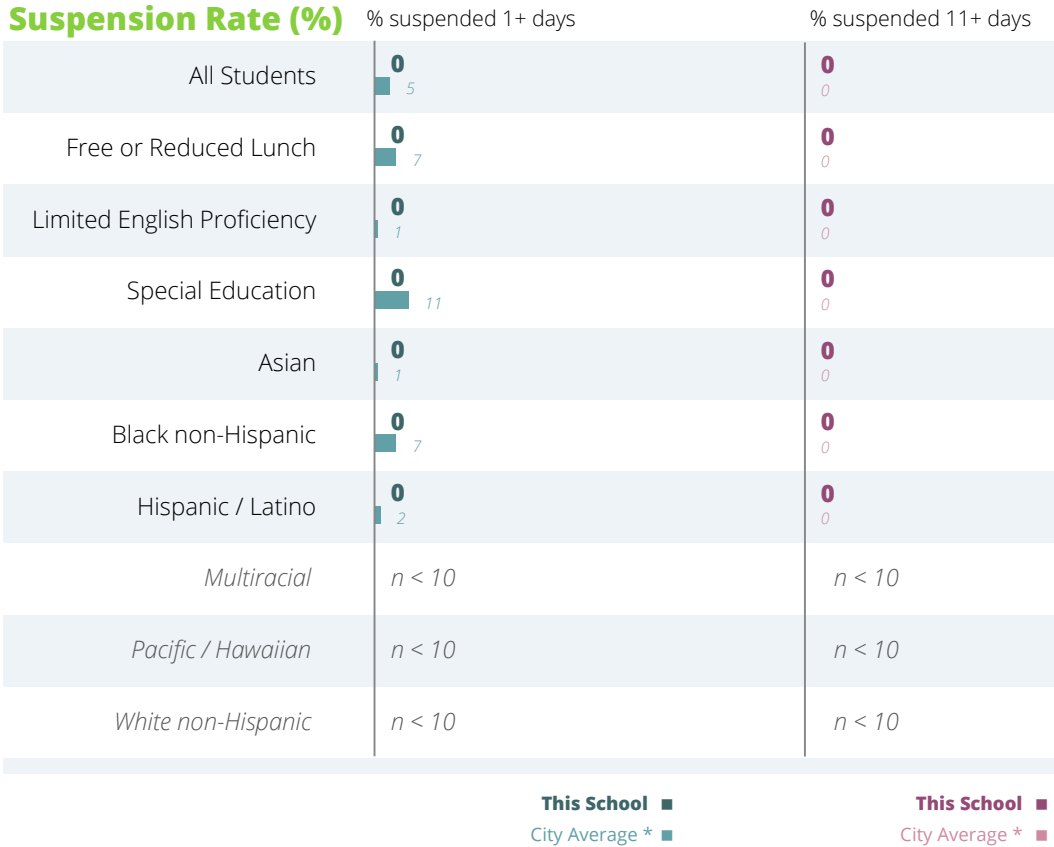 Suspension Rate (%) % suspended 1+ days % suspended 11+ days
All Students 0 0
5 0
Free or Reduced Lunch 0 0
7 0
Limited English Proficiency 0 0
1 0
Special Education 0 0
11 0
Asian 0 0
1 0
Black non-Hispanic 0 0
7 0
Hispanic / Latino 0 0
2 0
Multiracial n < 10 n < 10
Pacific / Hawaiian n < 10 n < 10
White non-Hispanic n < 10 n < 10
This School This School
City Average * City Average *